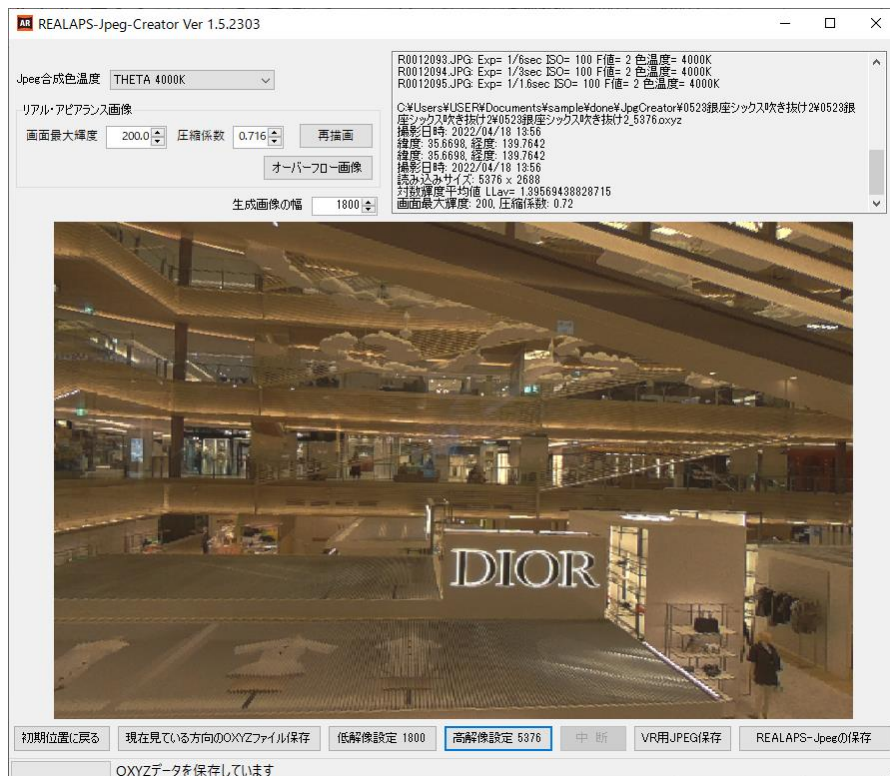 REALAPS-Jpeg-Creator Ver 1.5.2303
Jpeg合成色温度 THETA 4000K
リアル・アピアランス画像
画面最大輝度 200.0 圧縮係数 0.716 再描画
オーバーフロー画像
生成画像の幅 1800
R0012093.JPG: Exp= 1/6sec ISO= 100 F値= 2 色温度= 4000K
R0012094.JPG: Exp= 1/3sec ISO= 100 F値= 2 色温度= 4000K
R0012095.JPG: Exp= 1/1.6sec ISO= 100 F値= 2 色温度= 4000K
C:¥Users¥USER¥Documents¥sample¥done¥JpgCreator¥0523銀座シックス吹き抜け2¥0523銀
座シックス吹き抜け2¥0523銀座シックス吹き抜け2_5376.oxyz
撮影日時: 2022/04/18 13:56
緯度: 35.6698, 経度: 139.7642
緯度: 35.6698, 経度: 139.7642
撮影日時: 2022/04/18 13:56
読み込みサイズ: 5376 x 2688
対数輝度平均値 LLav= 1.39569438828715
画面最大輝度: 200, 圧縮係数: 0.72
DIOR
初期位置に戻る 現在見ている方向のOXYZファイル保存 低解像設定 1800 高解像設定 5376 中 断 VR用JPEG保存 REALAPS-Jpegの保存
OXYZデータを保存しています